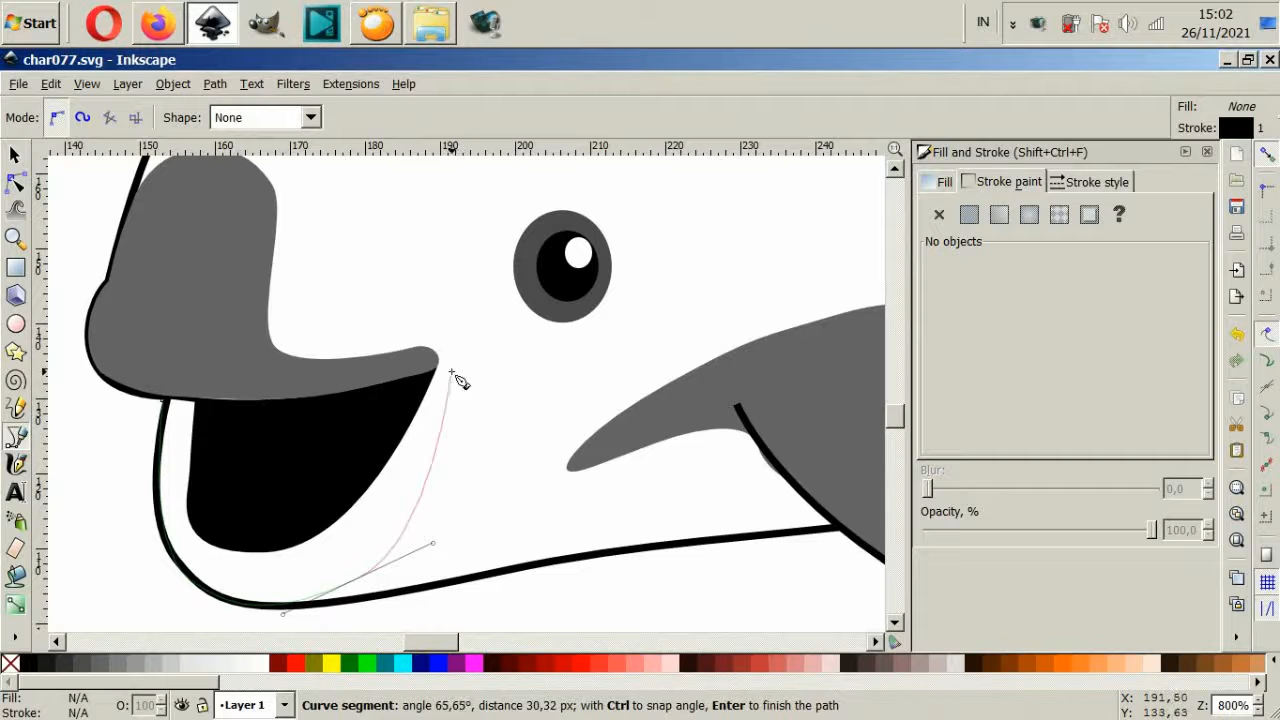 Start
IN
15:02
26/11/2021
char077.svg - Inkscape
File Edit View Layer Object Path Text Filters Extensions Help
Mode:
Shape:
None
Fill:
None
Stroke:
1
140 150 160 170 180 190 200 210 220 230 240
Fill and Stroke (Shift+Ctrl+F)
Fill
Stroke paint
Stroke style
No objects
Blur:
0,0
Opacity, %
100,0
Fill:
N/A
Stroke:
N/A
O:
100
Layer 1
Curve segment: angle 65,65°, distance 30,32 px; with Ctrl to snap angle, Enter to finish the path
X:
191,50
Y:
133,63
Z:
800%